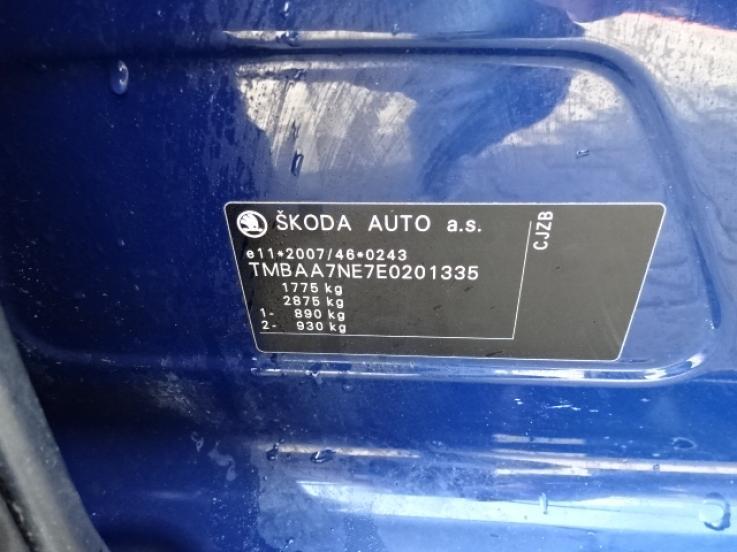 ŠKODA AUTO a.s.
e11*2007/46*0243
TMBAA7NE7E0201335
1775 kg
2875 kg
1- 890 kg
2- 930 kg
CJZB